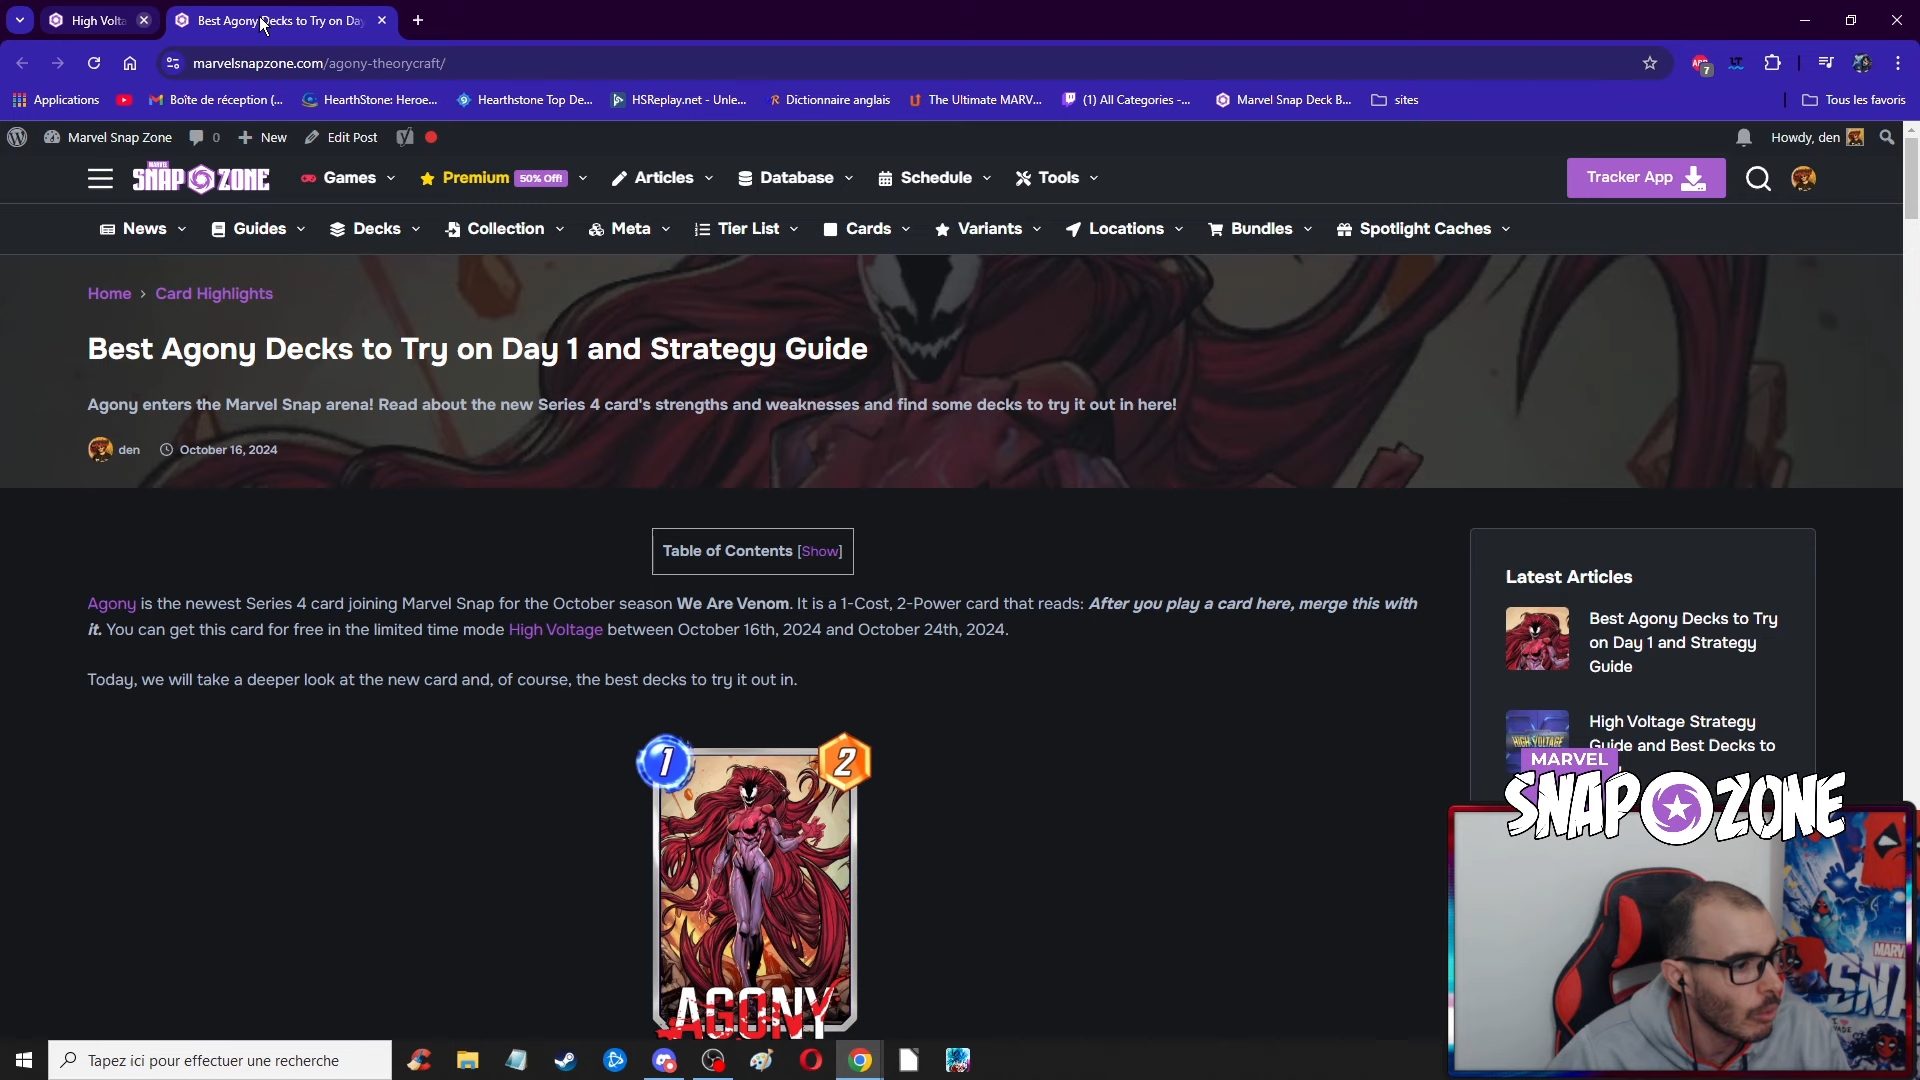 High Volta
Best Agony Decks to Try on Day
marvelsnapzone.com/agony-theorycraft/
7
Applications
Boîte de réception (...
HearthStone: Heroe...
Hearthstone Top De...
HSReplay.net - Unle...
Dictionnaire anglais
The Ultimate MARV...
(1) All Categories -...
Marvel Snap Deck B...
sites
Tous les favoris
Marvel Snap Zone
0
New
Edit Post
Howdy, den
MARVEL
SNAP ZONE
Games
Premium 50% Off!
Articles
Database
Schedule
Tools
Tracker App
News
Guides
Decks
Collection
Meta
Tier List
Cards
Variants
Locations
Bundles
Spotlight Caches
Home › Card Highlights
Best Agony Decks to Try on Day 1 and Strategy Guide
Agony enters the Marvel Snap arena! Read about the new Series 4 card's strengths and weaknesses and find some decks to try it out in here!
den October 16, 2024
Table of Contents [Show]
Agony is the newest Series 4 card joining Marvel Snap for the October season We Are Venom. It is a 1-Cost, 2-Power card that reads: After you play a card here, merge this with
it. You can get this card for free in the limited time mode High Voltage between October 16th, 2024 and October 24th, 2024.
Today, we will take a deeper look at the new card and, of course, the best decks to try it out in.
1
2
AGONY
Latest Articles
Best Agony Decks to Try
on Day 1 and Strategy
Guide
HIGH VOLTAGE
High Voltage Strategy
Guide and Best Decks to
MARVEL
SNAP ZONE
Tapez ici pour effectuer une recherche